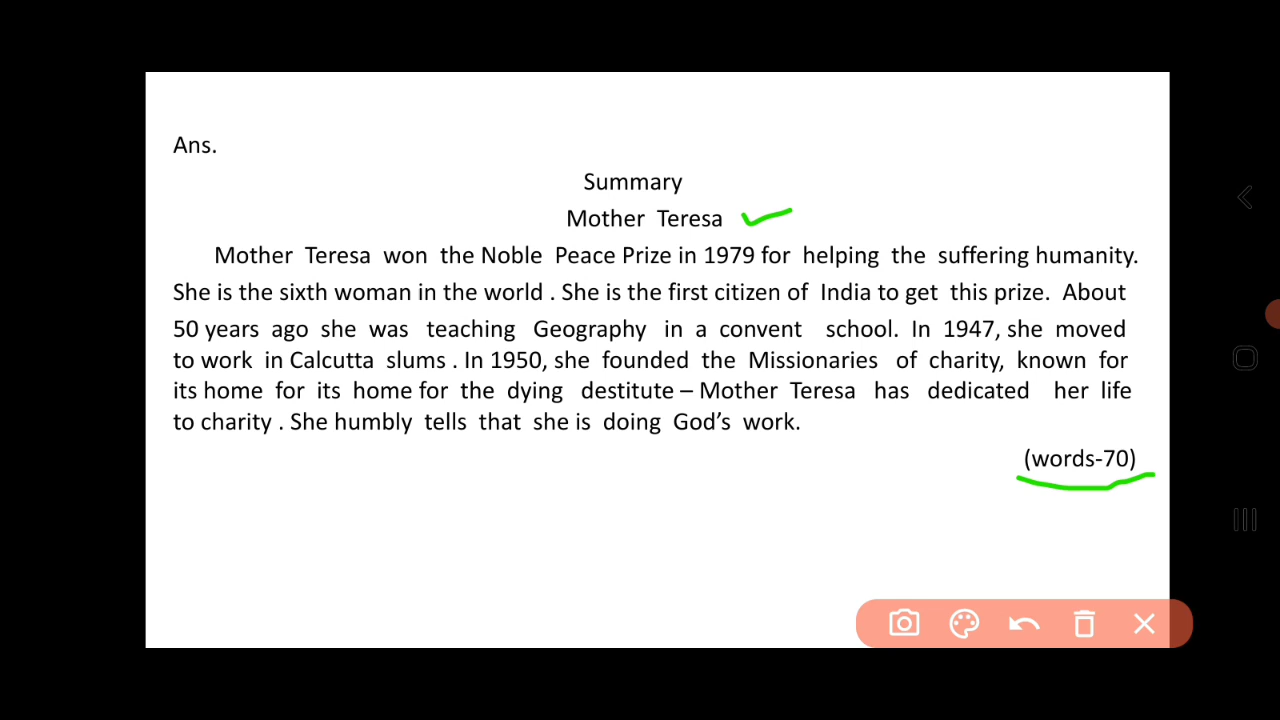 Ans.
Summary
Mother Teresa
Mother Teresa won the Noble Peace Prize in 1979 for helping the suffering humanity.
She is the sixth woman in the world . She is the first citizen of India to get this prize. About
50 years ago she was teaching Geography in a convent school. In 1947, she moved
to work in Calcutta slums . In 1950, she founded the Missionaries of charity, known for
its home for its home for the dying destitute – Mother Teresa has dedicated her life
to charity . She humbly tells that she is doing God’s work.
(words-70)